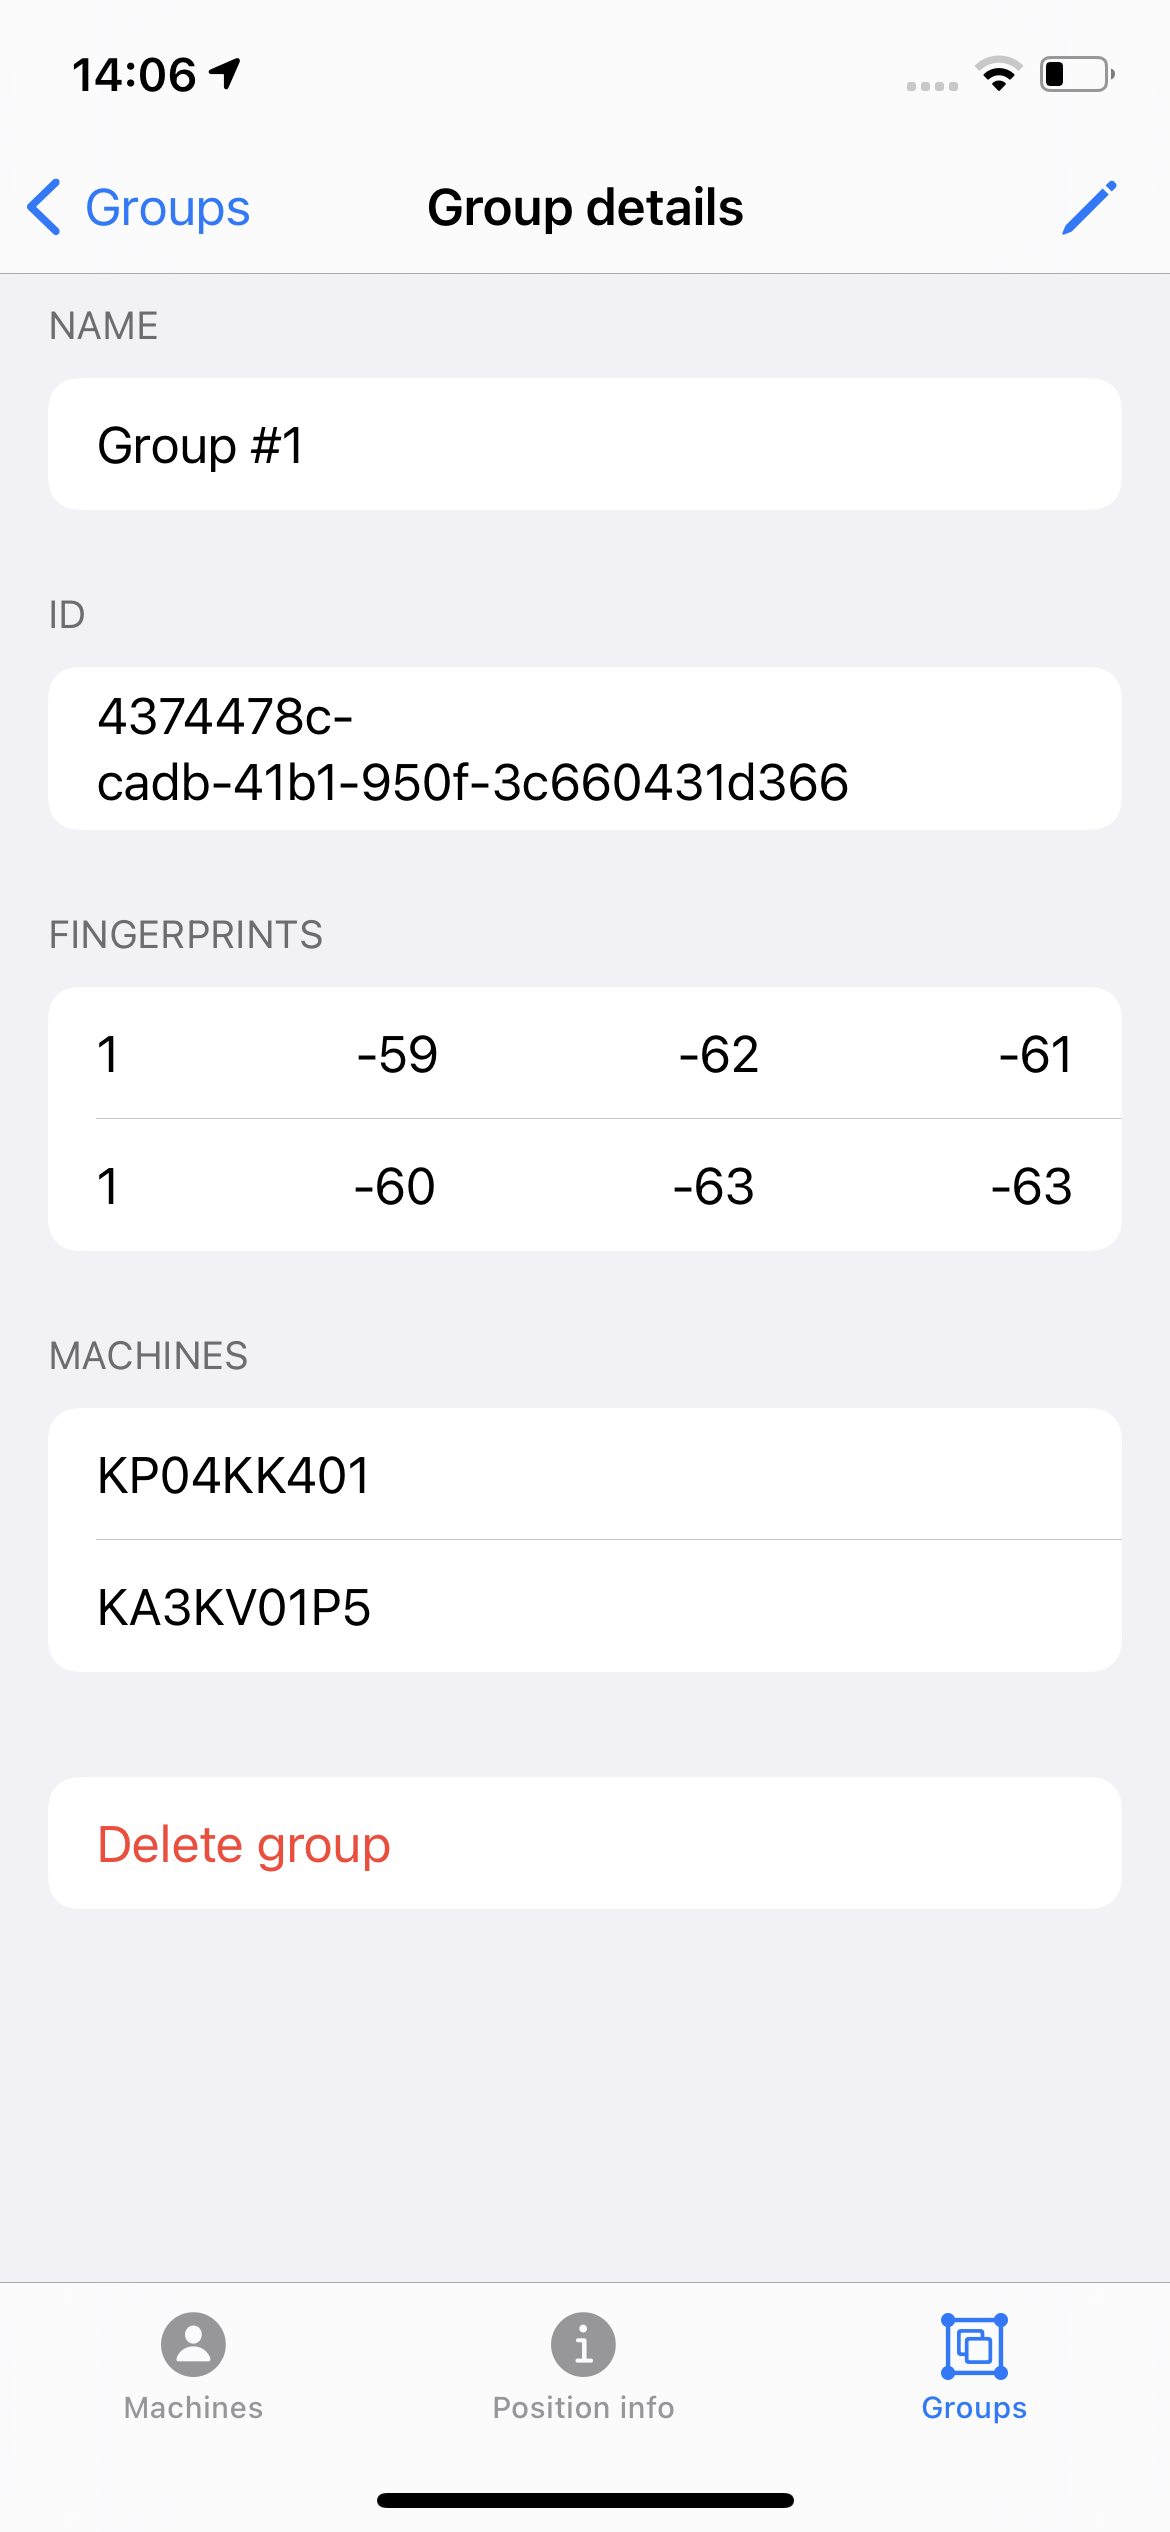 14:06
Groups
Group details
NAME
Group #1
ID
4374478c-
cadb-41b1-950f-3c660431d366
FINGERPRINTS
1 -59 -62 -61
1 -60 -63 -63
MACHINES
KP04KK401
KA3KV01P5
Delete group
Machines Position info Groups